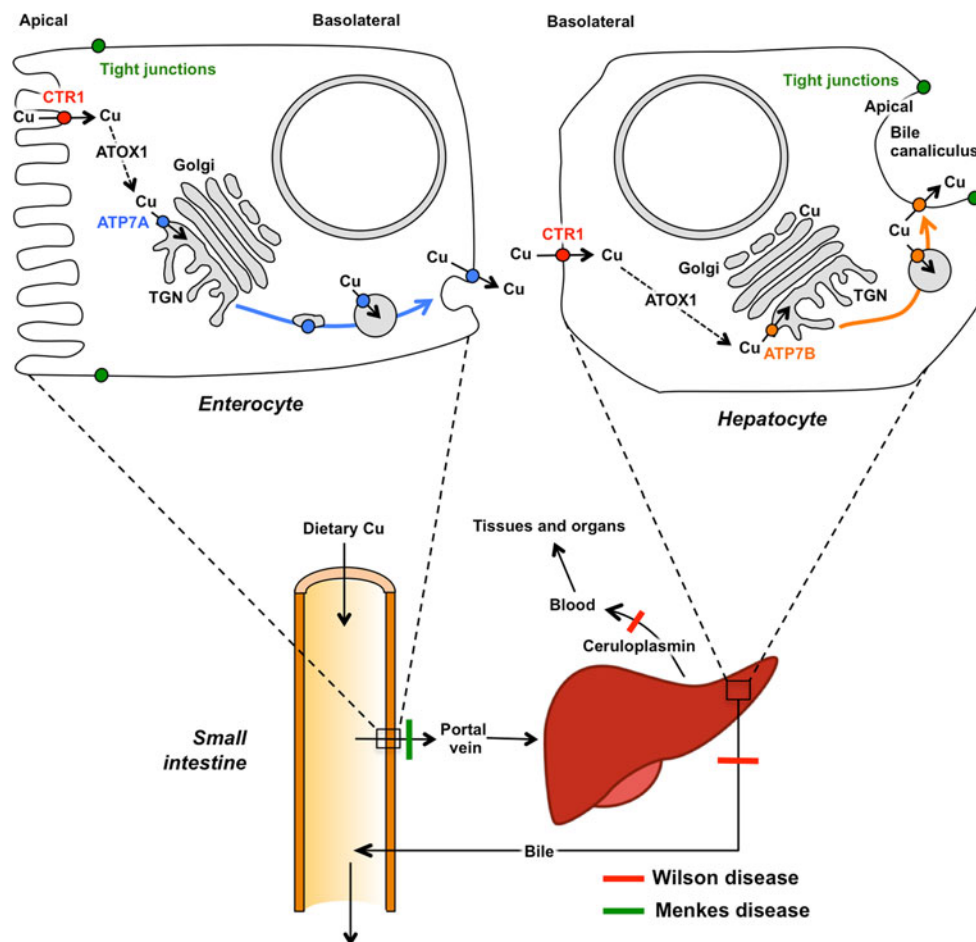 Apical
Basolateral
Tight junctions
CTR1
Cu
Cu
ATOX1
Golgi
Cu
ATP7A
TGN
Cu
Cu
Cu
Enterocyte
Basolateral
Tight junctions
Apical
Bile
canaliculus
Cu
Cu
CTR1
Cu
Cu
Cu
Golgi
TGN
ATOX1
Cu
ATP7B
Hepatocyte
Dietary Cu
Tissues and organs
Blood
Ceruloplasmin
Small
intestine
Portal
vein
Bile
Wilson disease
Menkes disease